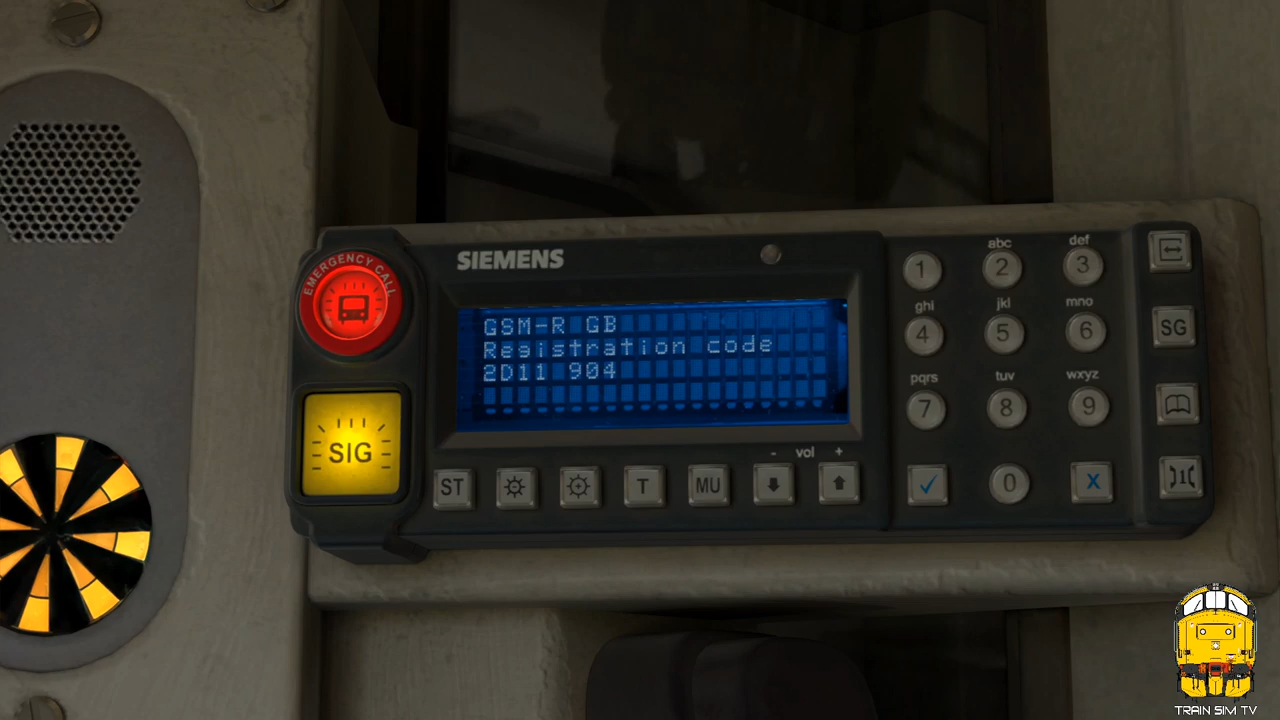 EMERGENCY CALL
SIEMENS
GSM-R GB
Registration code
2D11 904
SIG
- vol +
ST
T
MU
1
abc
2
def
3
ghi
4
jkl
5
mno
6
pqrs
7
tuv
8
wxyz
9
0
X
SG
TRAIN SIM TV